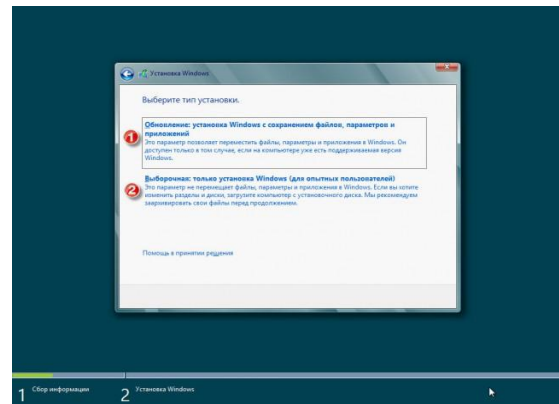 Установка Windows
Выберите тип установки.
Обновление: установка Windows с сохранением файлов, параметров и
приложений
1
Это параметр позволяет переместить файлы, параметры и приложения в Windows. Он
доступен только в том случае, если на компьютере уже есть поддерживаемая версия
Windows.
Выборочная: только установка Windows (для опытных пользователей)
2
Это параметр не перемещает файлы, параметры и приложения в Windows. Если вы хотите
изменить разделы и диски, загрузите компьютер с установочного диска. Мы рекомендуем
заархивировать свои файлы перед продолжением.
Помощь в принятии решения
1 Сбор информации
2 Установка Windows